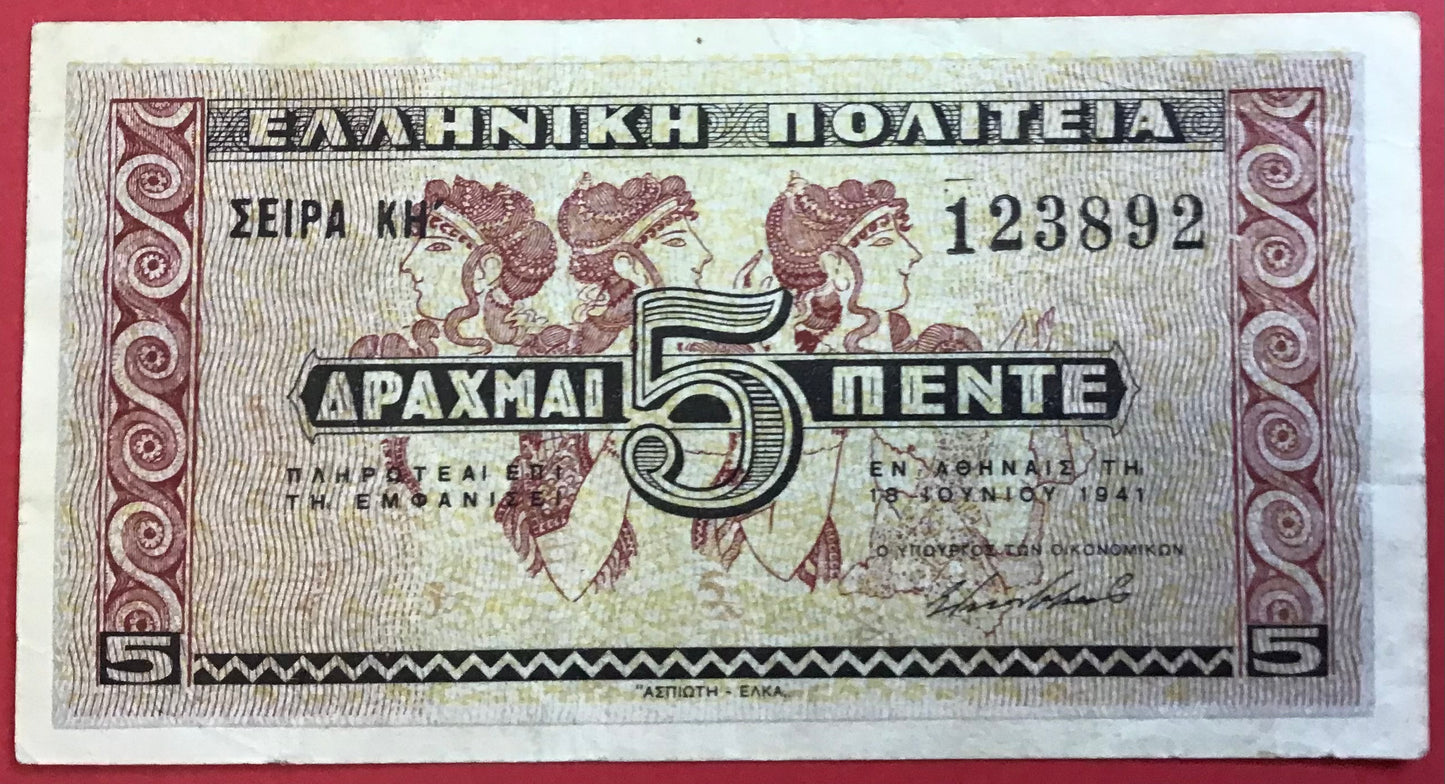 ΕΛΛΗΝΙΚΗ ΠΟΛΙΤΕΙΑ
ΣΕΙΡΑ ΚΗ´
123892
ΔΡΑΧΜΑΙ 5 ΠΕΝΤΕ
ΠΛΗΡΩΤΕΑΙ ΕΠΙ
ΤΗ ΕΜΦΑΝΙΣΕΙ
ΕΝ ΑΘΗΝΑΙΣ ΤΗ
18 ΙΟΥΝΙΟΥ 1941
Ο ΥΠΟΥΡΓΟΣ ΤΩΝ ΟΙΚΟΝΟΜΙΚΩΝ
5
5
"ΑΣΠΙΩΤΗ - ΕΛΚΑ„